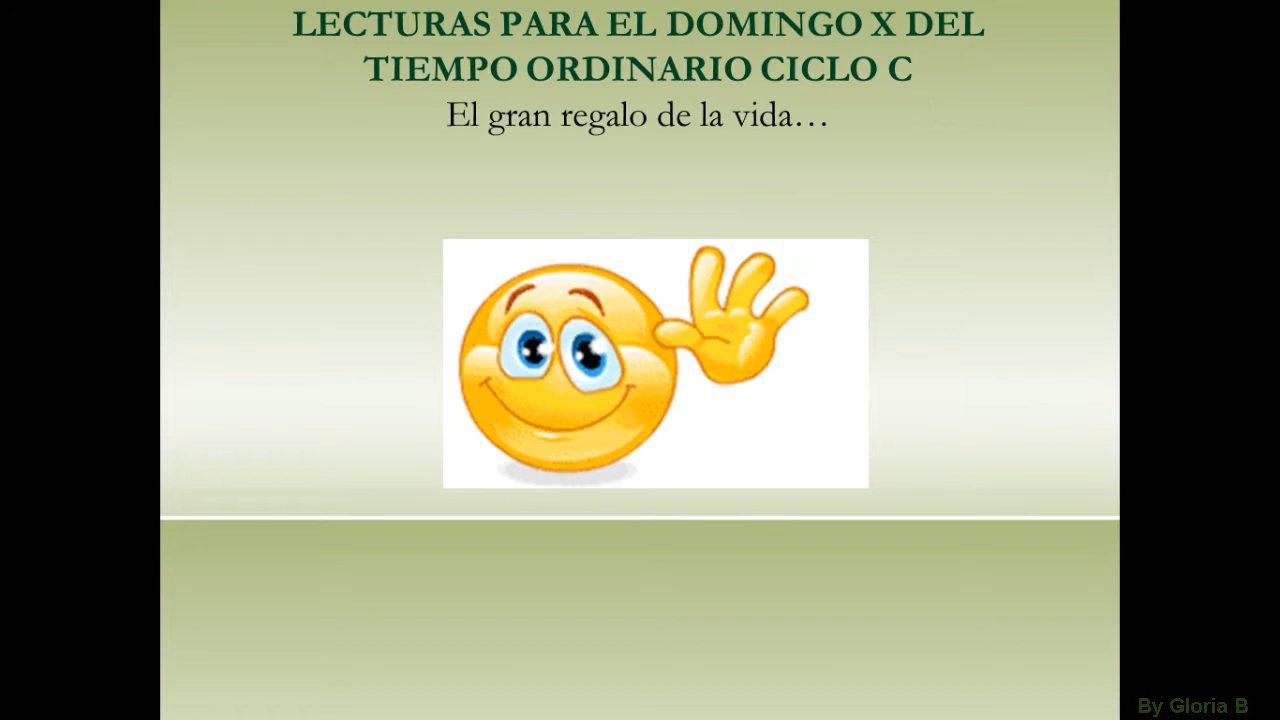 LECTURAS PARA EL DOMINGO X DEL
TIEMPO ORDINARIO CICLO C
El gran regalo de la vida…
By Gloria B